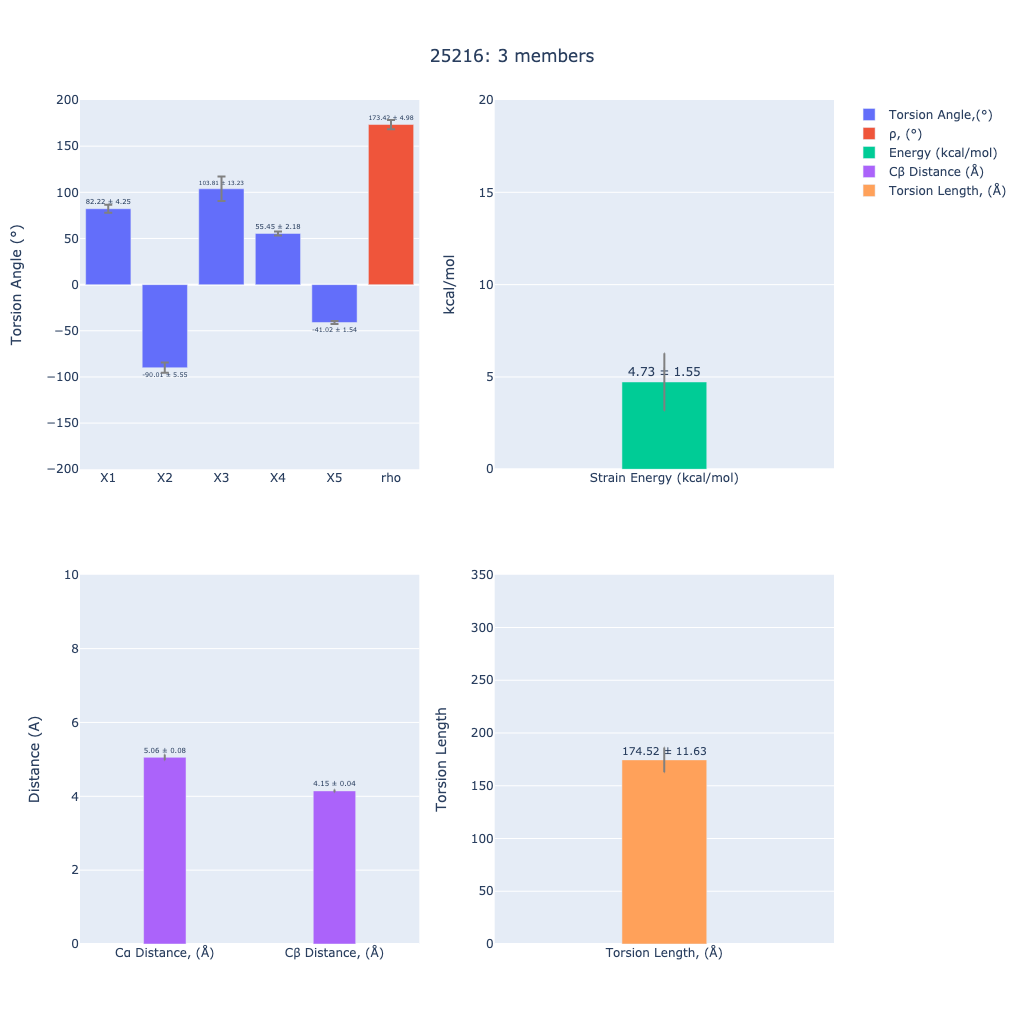 25216: 3 members
200
150
100
50
0
−50
−100
−150
−200
Torsion Angle (°)
82.22 ± 4.25
-90.01 ± 5.55
103.81 ± 13.23
55.45 ± 2.18
-41.02 ± 1.54
173.42 ± 4.98
X1
X2
X3
X4
X5
rho
20
15
10
5
0
kcal/mol
4.73 ± 1.55
Strain Energy (kcal/mol)
Torsion Angle,(°)
ρ, (°)
Energy (kcal/mol)
Cβ Distance (Å)
Torsion Length, (Å)
10
8
6
4
2
0
Distance (A)
5.06 ± 0.08
4.15 ± 0.04
Cα Distance, (Å)
Cβ Distance, (Å)
350
300
250
200
150
100
50
0
Torsion Length
174.52 ± 11.63
Torsion Length, (Å)